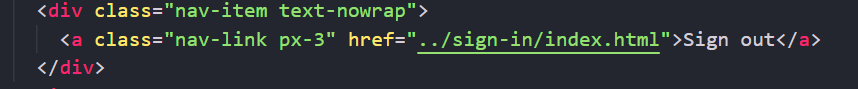 <div class="nav-item text-nowrap">
<a class="nav-link px-3" href="../sign-in/index.html">Sign out</a>
</div>